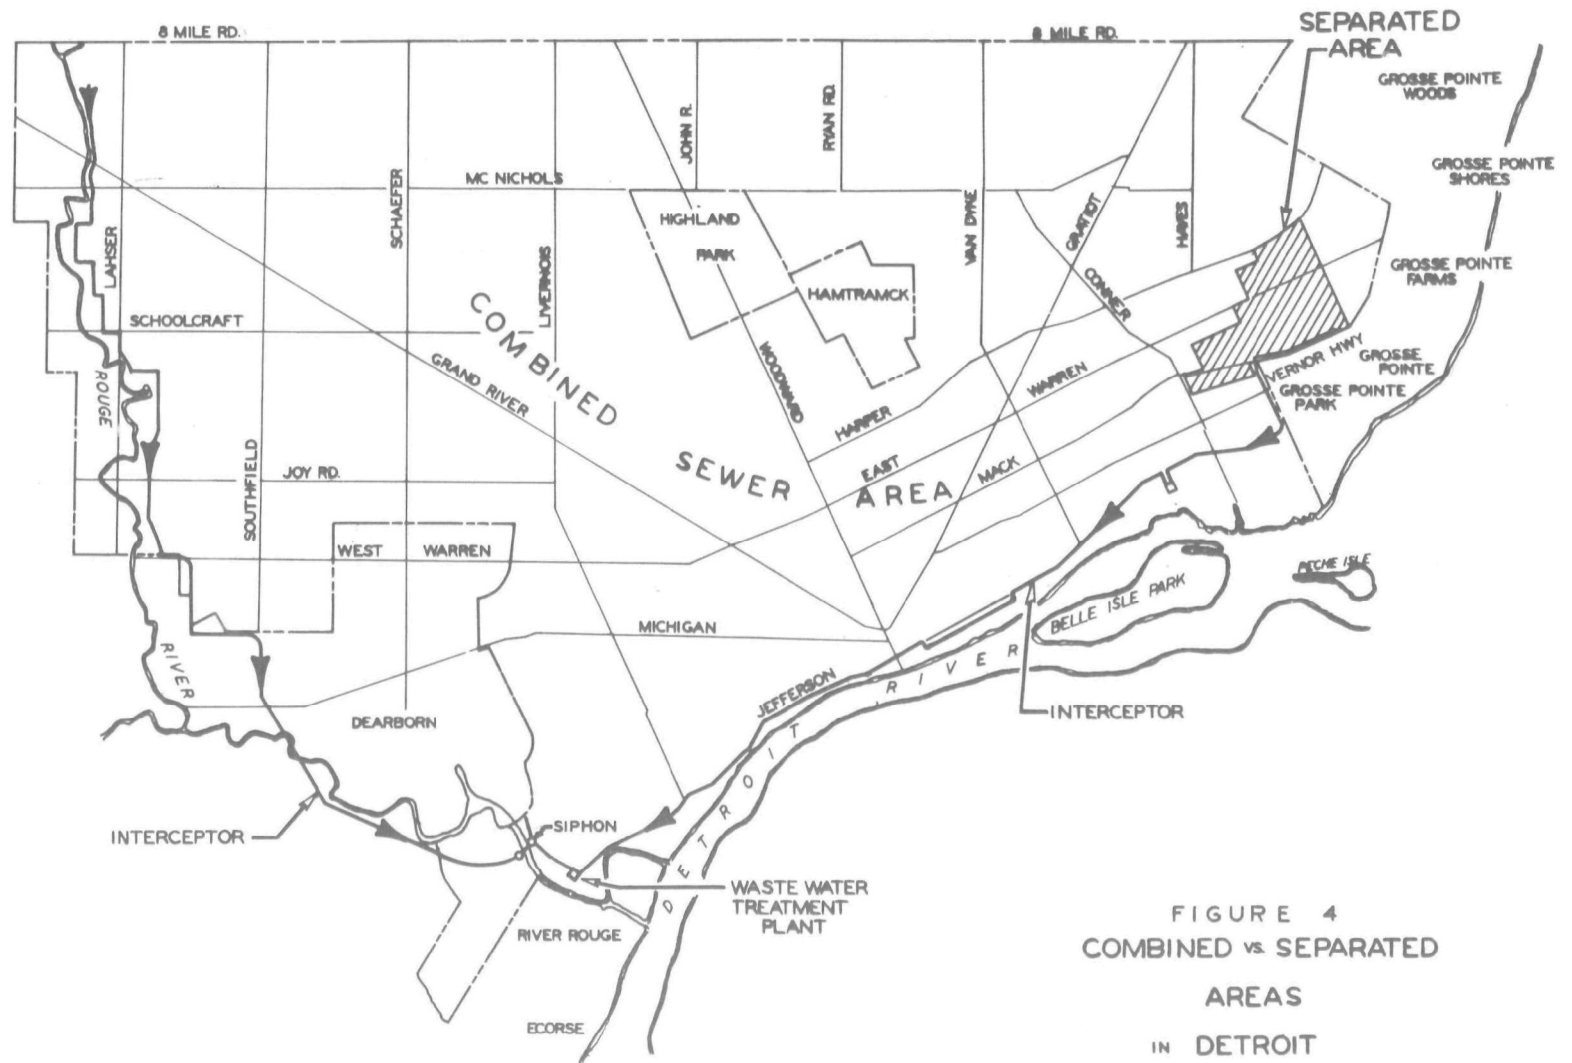 8 MILE RD.
8 MILE RD.
SEPARATED
AREA
GROSSE POINTE
WOODS
JOHN R.
RYAN RD.
GROSSE POINTE
SHORES
MC NICHOLS
SCHAEFER
HIGHLAND
PARK
VAN DYKE
GRATIOT
HAYES
LAHSER
LIVERNOIS
HAMTRAMCK
CONNER
GROSSE POINTE
FARMS
SCHOOLCRAFT
COMBINED
GRAND RIVER
WOODWARD
VERNOR HWY
GROSSE
POINTE
ROUGE
WARREN
GROSSE POINTE
PARK
HARPER
SOUTHFIELD
JOY RD.
SEWER
EAST
AREA
MACK
WEST WARREN
PECHE ISLE
BELLE ISLE PARK
MICHIGAN
RIVER
RIVER
JEFFERSON
INTERCEPTOR
DEARBORN
DETROIT
INTERCEPTOR
SIPHON
WASTE WATER
TREATMENT
PLANT
RIVER ROUGE
ECORSE
FIGURE 4
COMBINED vs. SEPARATED
AREAS
IN DETROIT